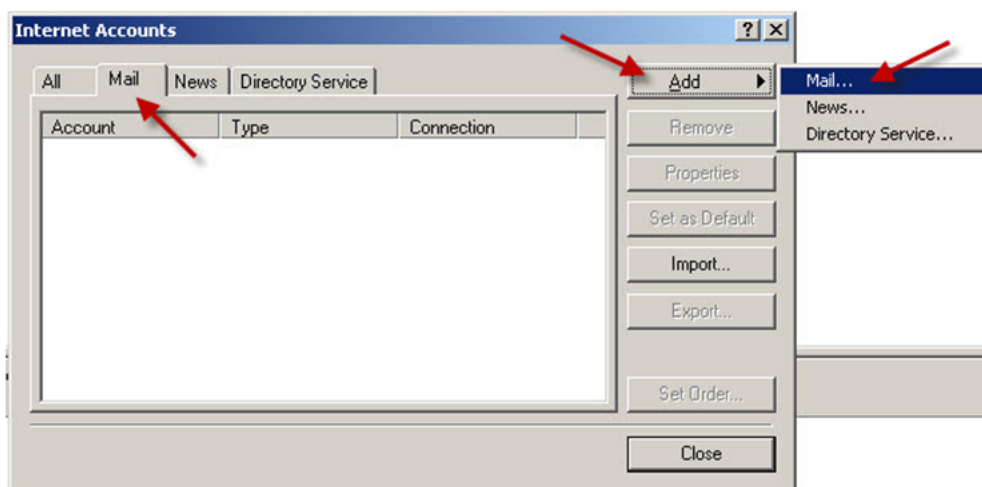 Internet Accounts
All Mail News Directory Service
Account Type Connection
Add
Remove
Properties
Set as Default
Import...
Export...
Set Order...
Close
Mail...
News...
Directory Service...